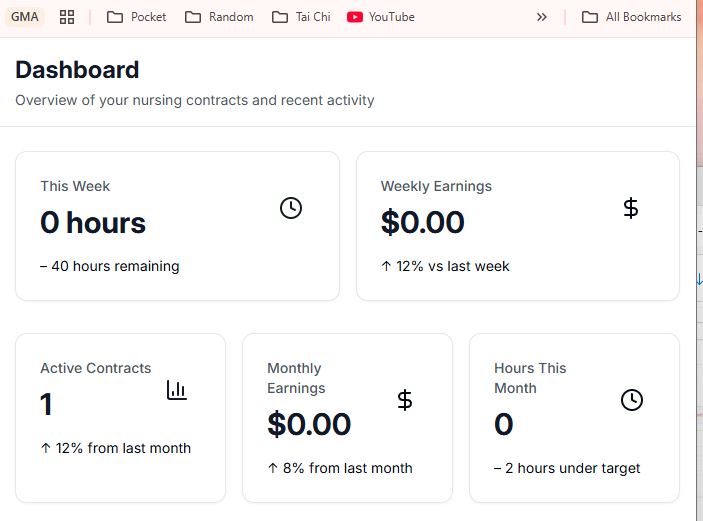 GMA Pocket Random Tai Chi YouTube » All Bookmarks
Dashboard
Overview of your nursing contracts and recent activity
This Week
0 hours
– 40 hours remaining
Weekly Earnings
$0.00
↑ 12% vs last week
Active Contracts
1
↑ 12% from last month
Monthly
Earnings
$0.00
↑ 8% from last month
Hours This
Month
0
– 2 hours under target